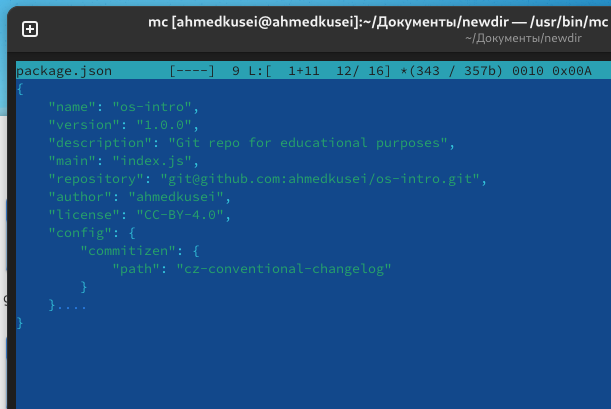 mc [ahmedkusei@ahmedkusei]:~/Документы/newdir — /usr/bin/mc
~/Документы/newdir
package.json       [----]  9 L:[  1+11  12/ 16] *(343 / 357b) 0010 0x00A
{
    "name": "os-intro",
    "version": "1.0.0",
    "description": "Git repo for educational purposes",
    "main": "index.js",
    "repository": "git@github.com:ahmedkusei/os-intro.git",
    "author": "ahmedkusei",
    "license": "CC-BY-4.0",
    "config": {
        "commitizen": {
            "path": "cz-conventional-changelog"
        }
    }....
}